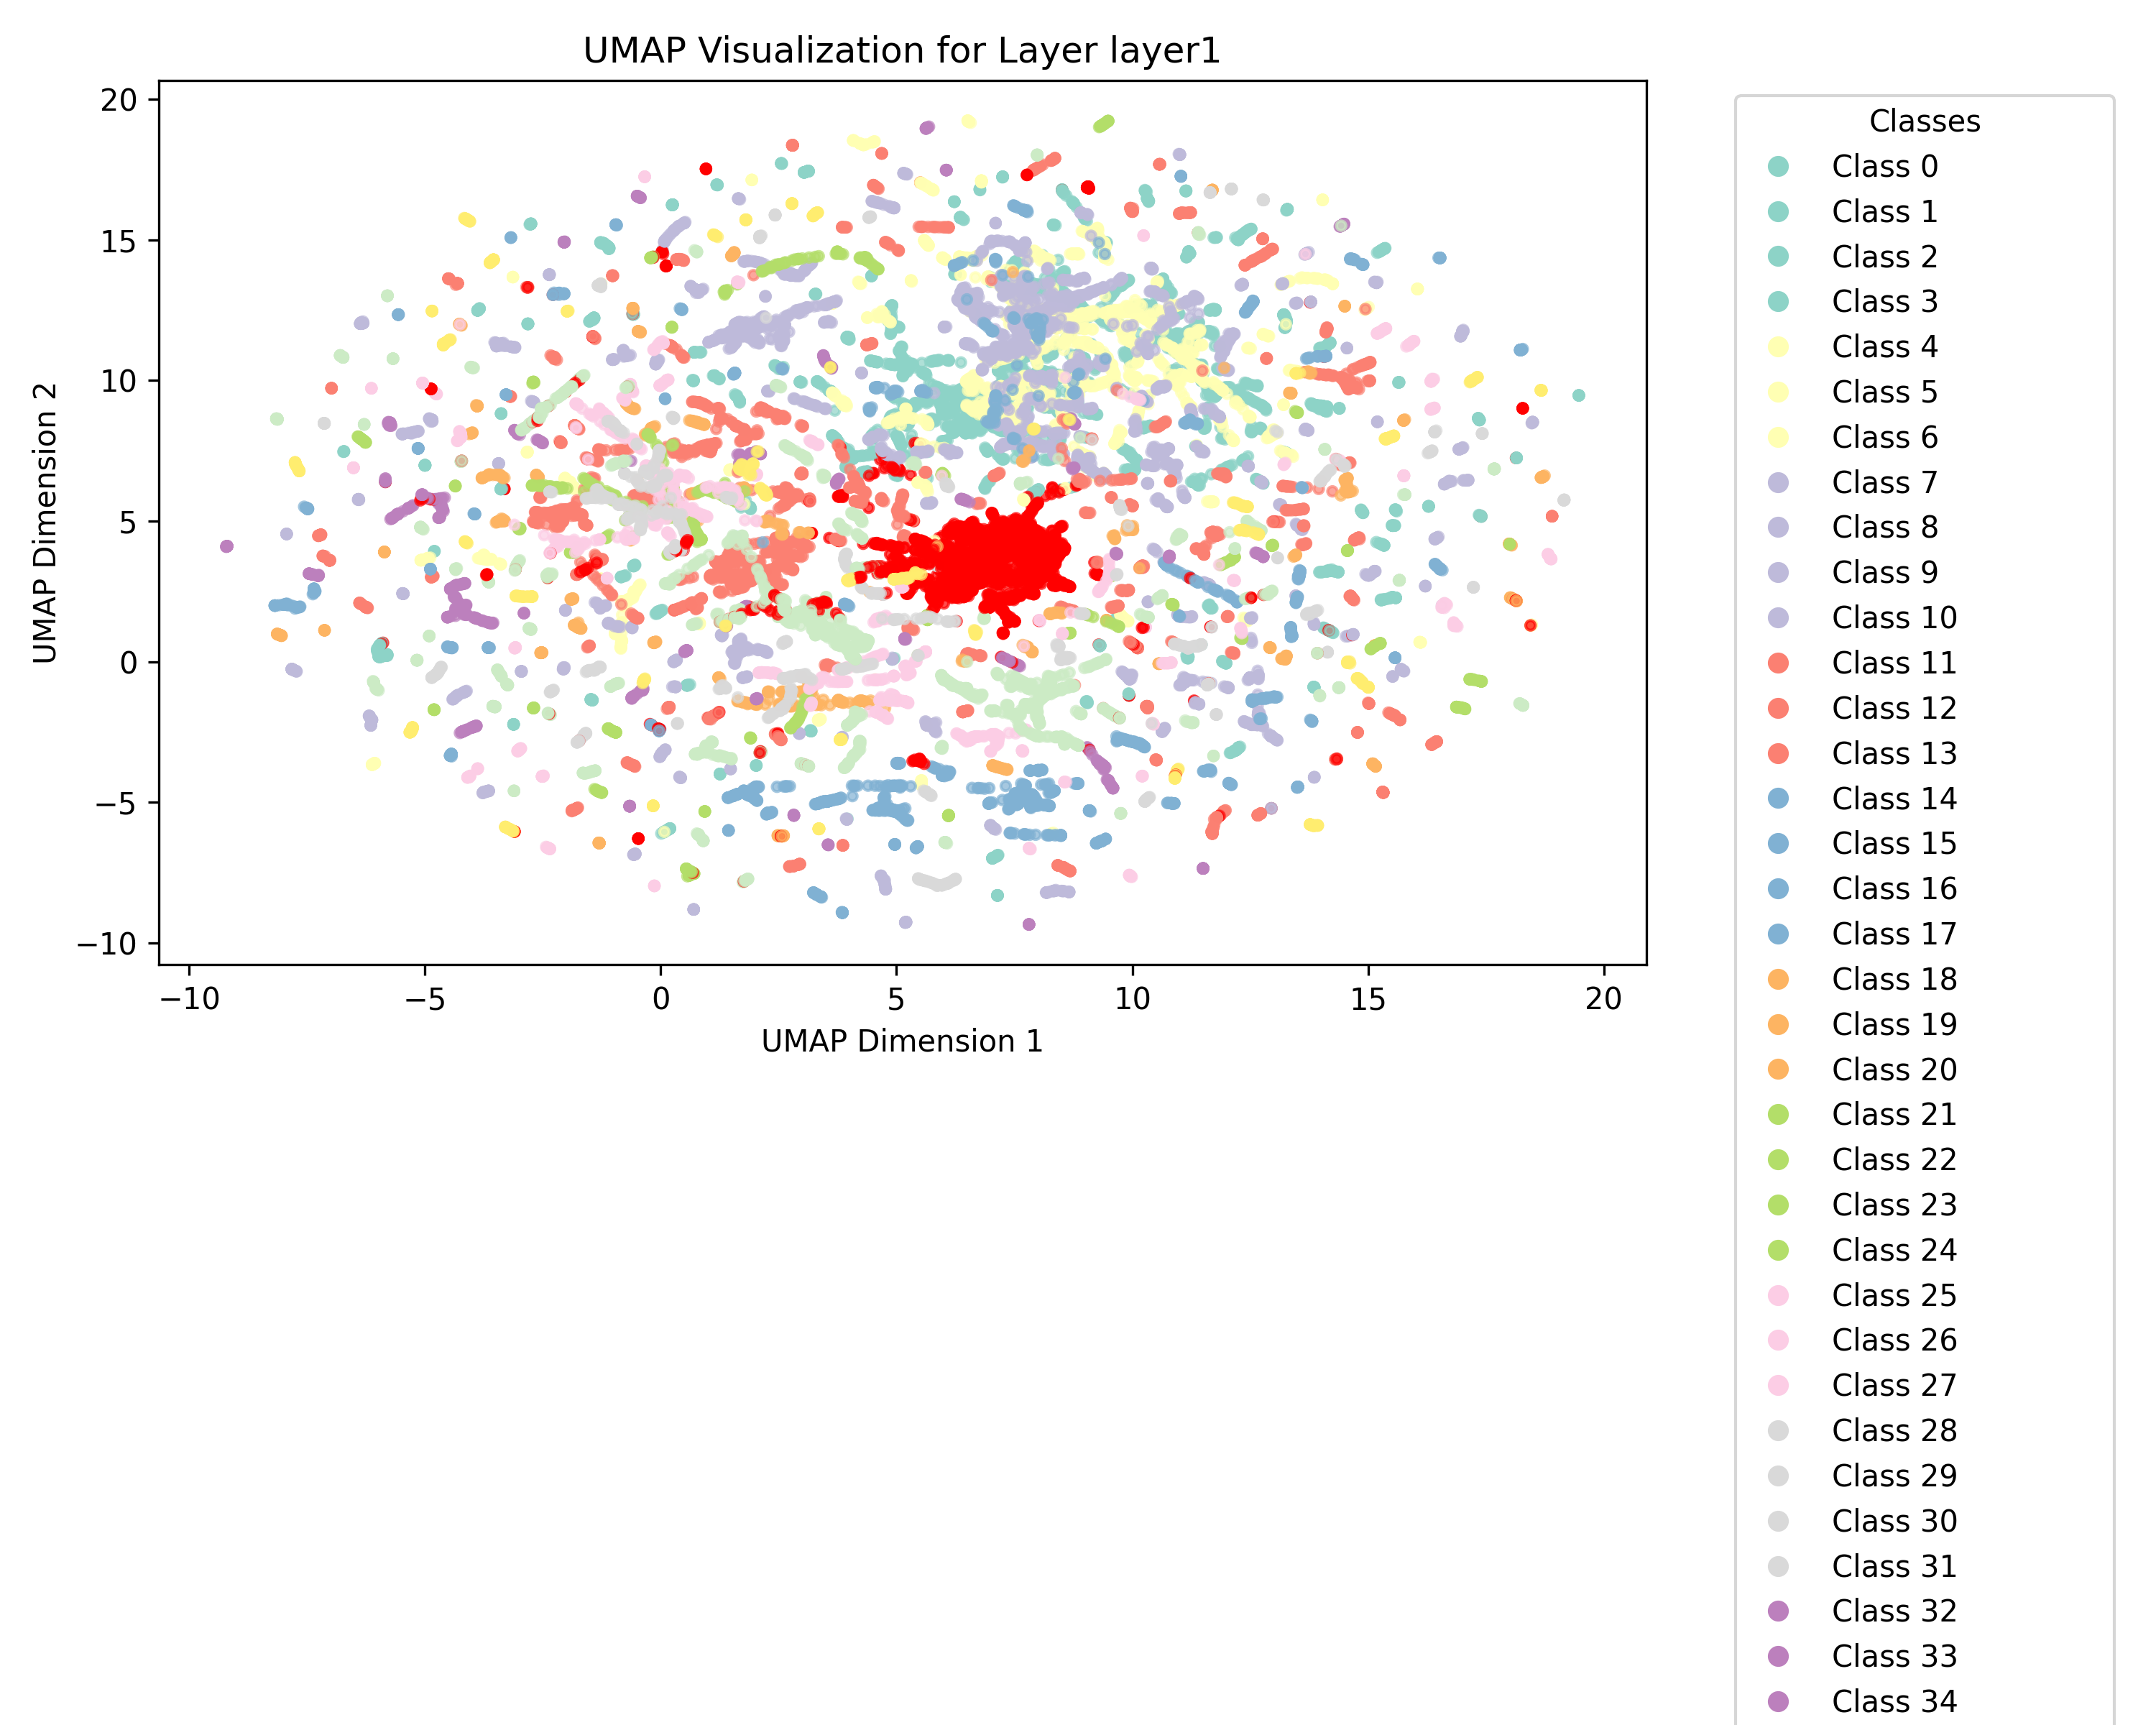 UMAP Visualization for Layer layer1
20
15
10
5
0
−5
−10
UMAP Dimension 2
−10
−5
0
5
10
15
20
UMAP Dimension 1
Classes
Class 0
Class 1
Class 2
Class 3
Class 4
Class 5
Class 6
Class 7
Class 8
Class 9
Class 10
Class 11
Class 12
Class 13
Class 14
Class 15
Class 16
Class 17
Class 18
Class 19
Class 20
Class 21
Class 22
Class 23
Class 24
Class 25
Class 26
Class 27
Class 28
Class 29
Class 30
Class 31
Class 32
Class 33
Class 34